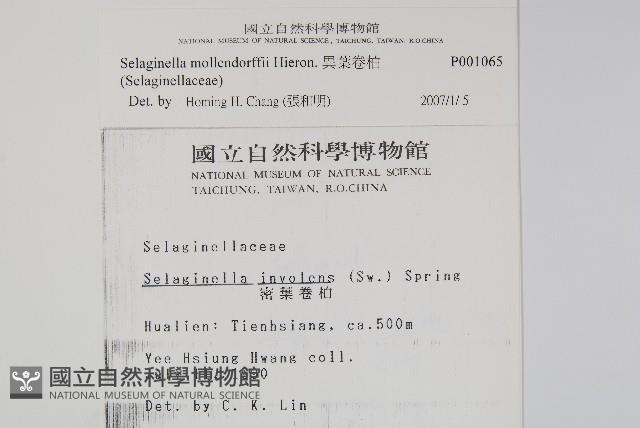 國立自然科學博物館
NATIONAL MUSEUM OF NATURAL SCIENCE, TAICHUNG, TAIWAN, R.O.CHINA
Selaginella mollendorffii Hieron. 異葉卷柏 P001065
(Selaginellaceae)
Det. by Homing H. Chang (張和明) 2007/1/5
國立自然科學博物館
NATIONAL MUSEUM OF NATURAL SCIENCE
TAICHUNG, TAIWAN, R.O.CHINA
Selaginellaceae
Selaginella involens (Sw.) Spring
密葉卷柏
Hualien: Tienhsiang, ca.500m
Yee Hsiung Hwang coll.
國立自然科學博物館
NATIONAL MUSEUM OF NATURAL SCIENCE
Det. by C. K. Lin